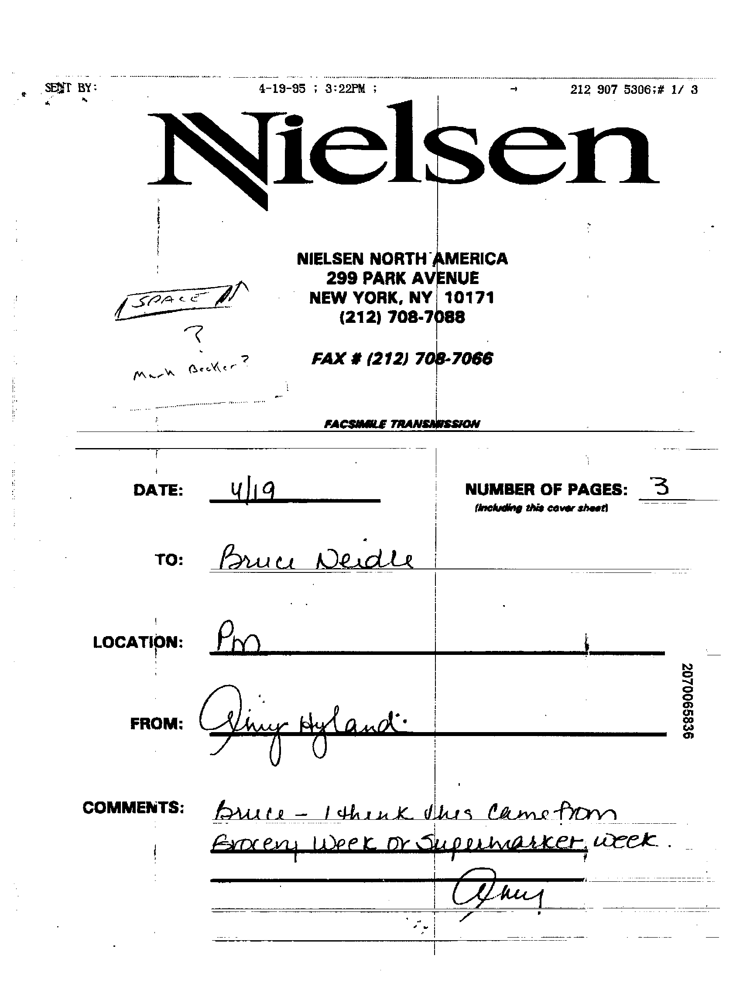 SENT BY: 4-19-95 ; 3:22PM ; → 212 907 5306;# 1/ 3
Nielsen
NIELSEN NORTH AMERICA
299 PARK AVENUE
NEW YORK, NY 10171
(212) 708-7088
FAX # (212) 708-7066
SPACE
?
Mark Becker?
FACSIMILE TRANSMISSION
DATE: 4/19 NUMBER OF PAGES: 3
(including this cover sheet)
TO: Bruce Neidle
LOCATION: Pm
FROM: Amy Hyland
COMMENTS: Bruce - I think this came from
Grocery Week or Supermarket week.
Amy
2070065836